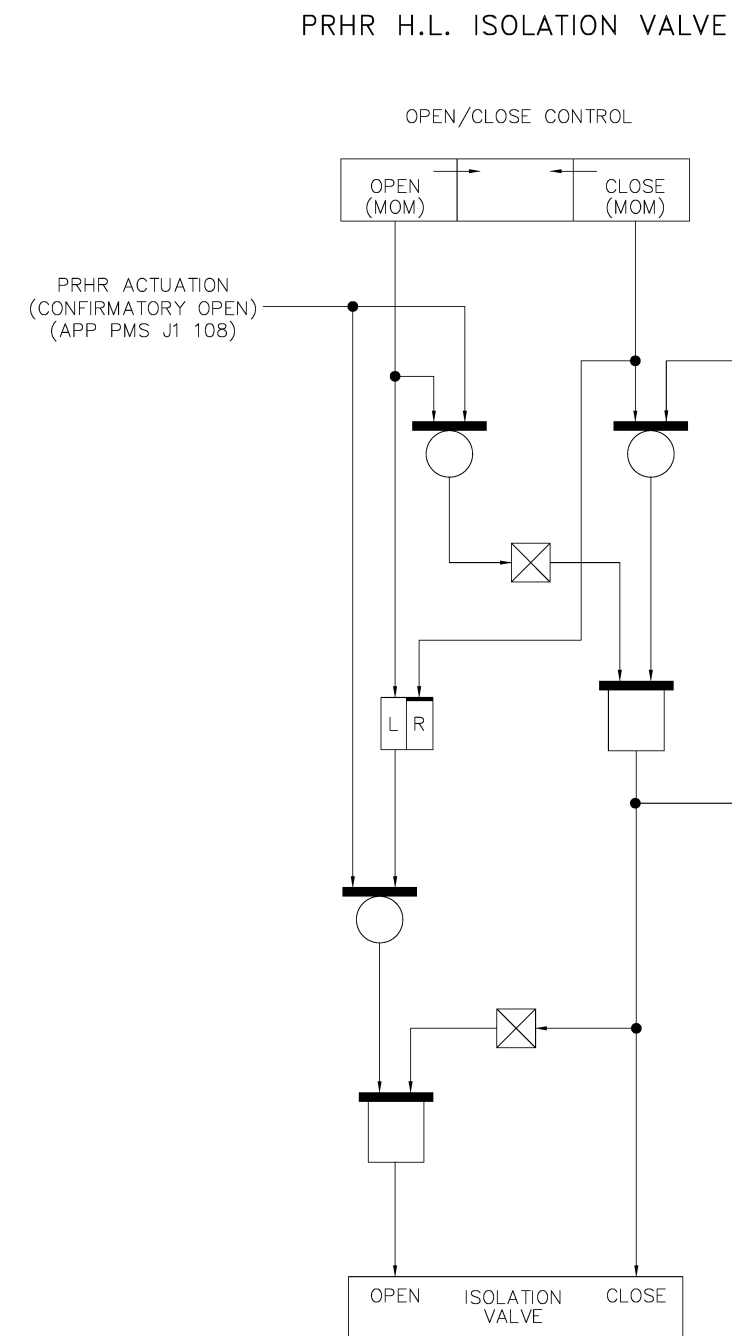 PRHR H.L. ISOLATION VALVE
OPEN/CLOSE CONTROL
OPEN
(MOM)
CLOSE
(MOM)
PRHR ACTUATION
(CONFIRMATORY OPEN)
(APP PMS J1 108)
L R
OPEN
ISOLATION
VALVE
CLOSE